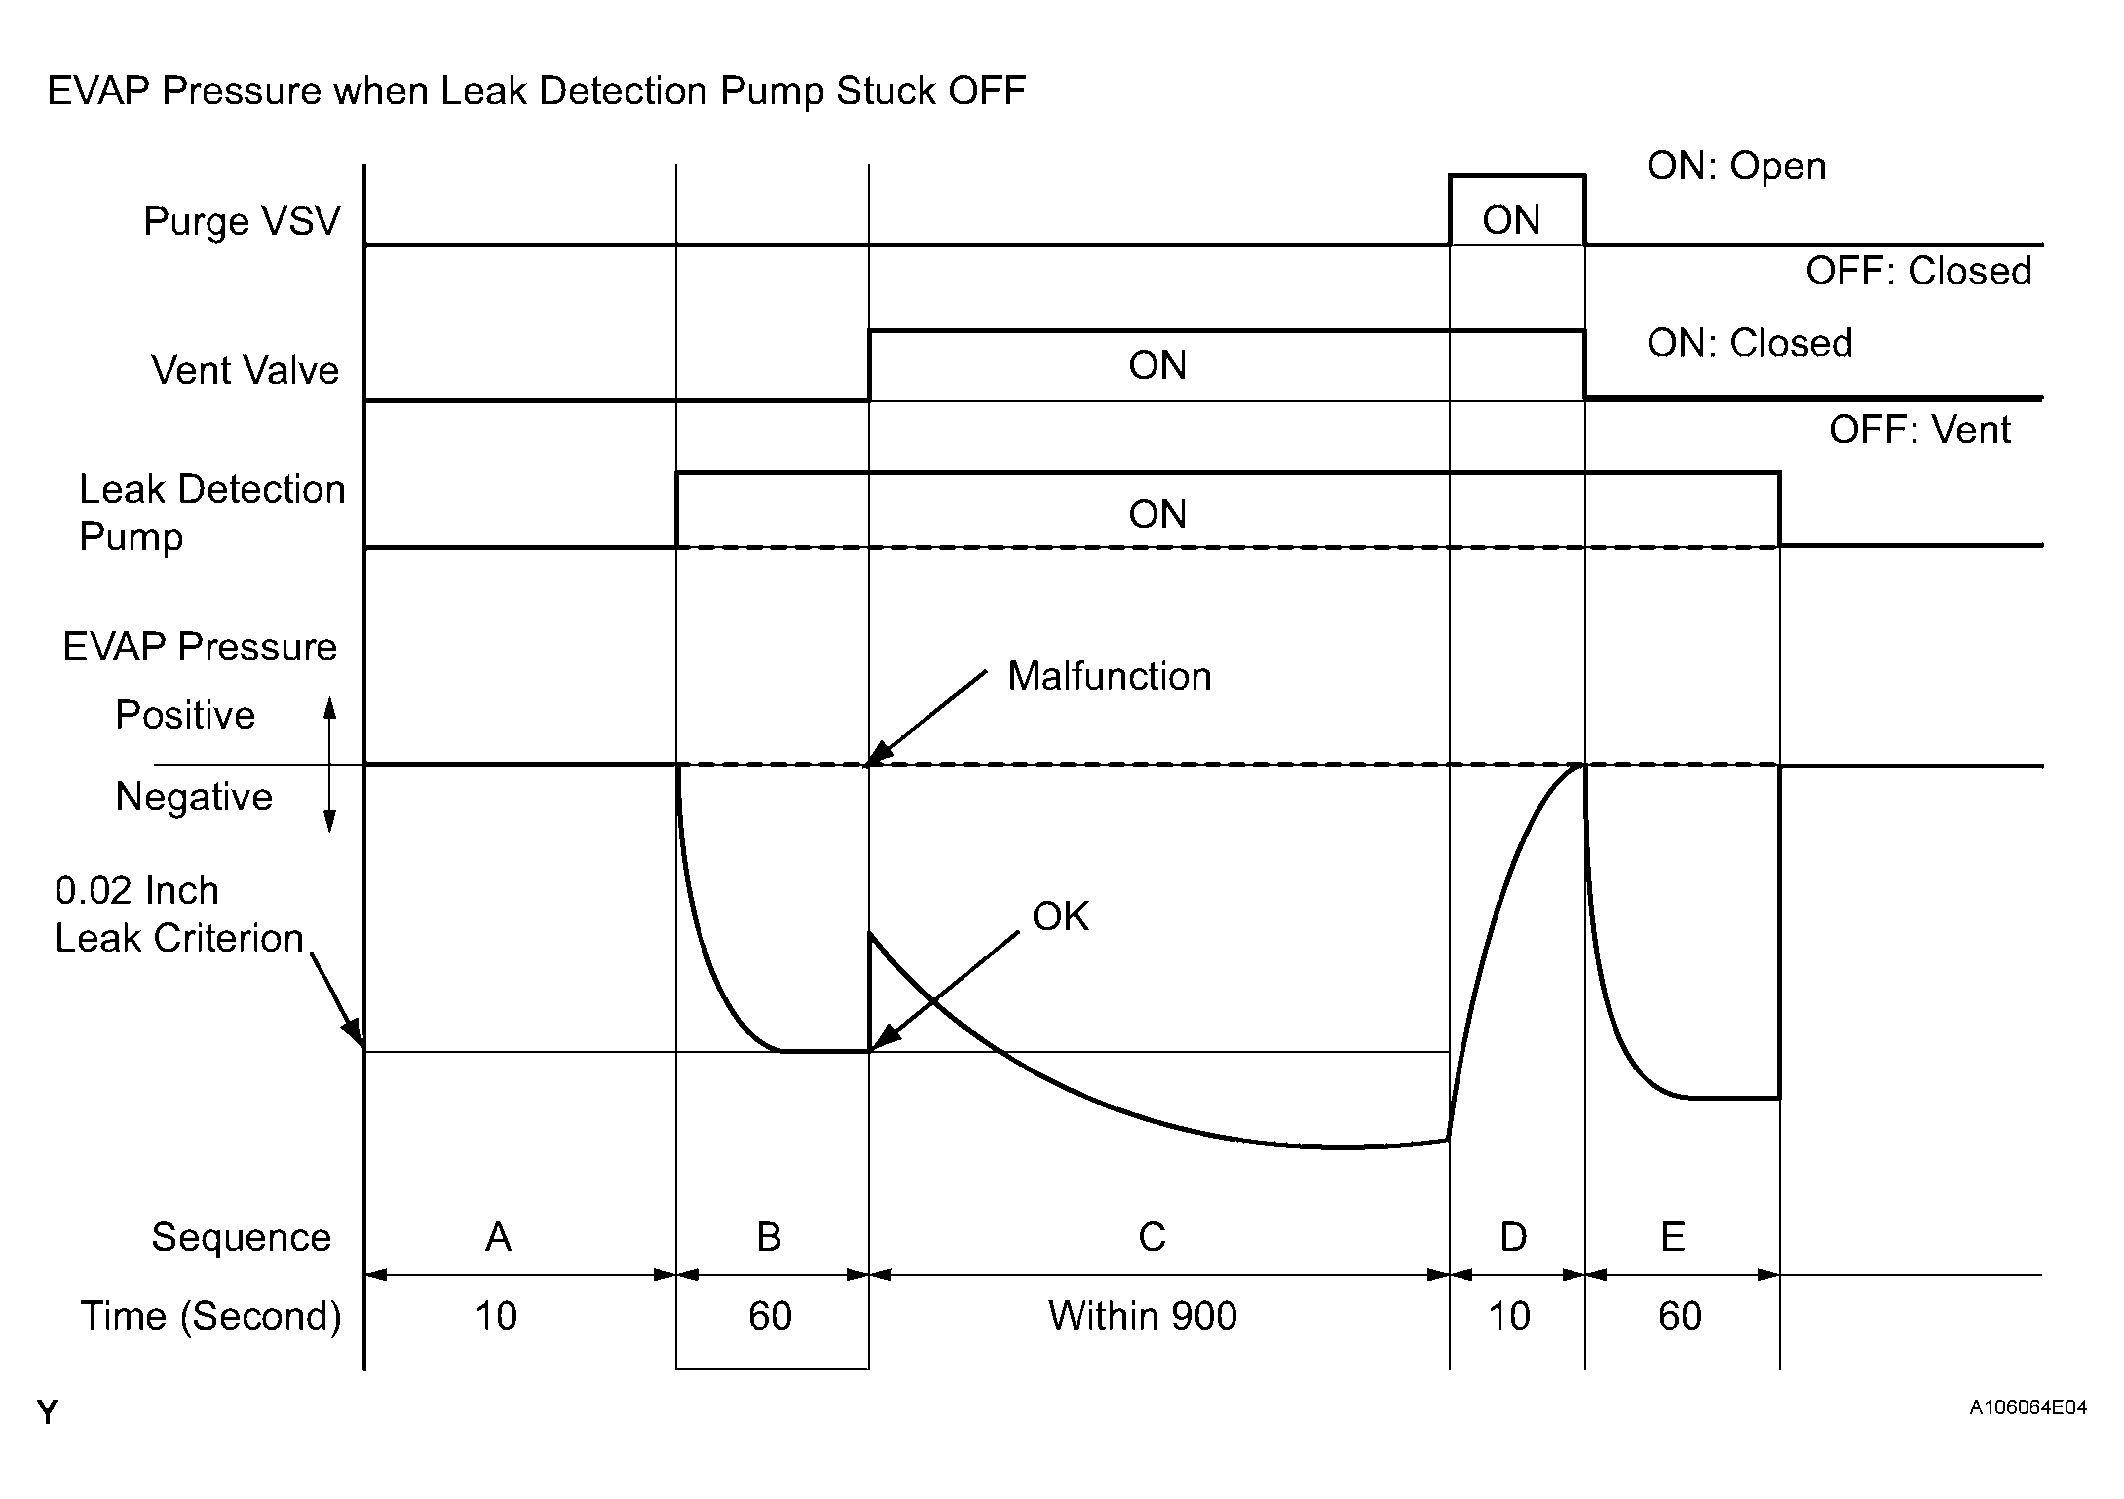 EVAP Pressure when Leak Detection Pump Stuck OFF
ON: Open
Purge VSV
ON
OFF: Closed
ON: Closed
Vent Valve
ON
OFF: Vent
Leak Detection
Pump
ON
EVAP Pressure
Malfunction
Positive
Negative
0.02 Inch
Leak Criterion
OK
Sequence A B C D E
Time (Second) 10 60 Within 900 10 60
Y
A106064E04